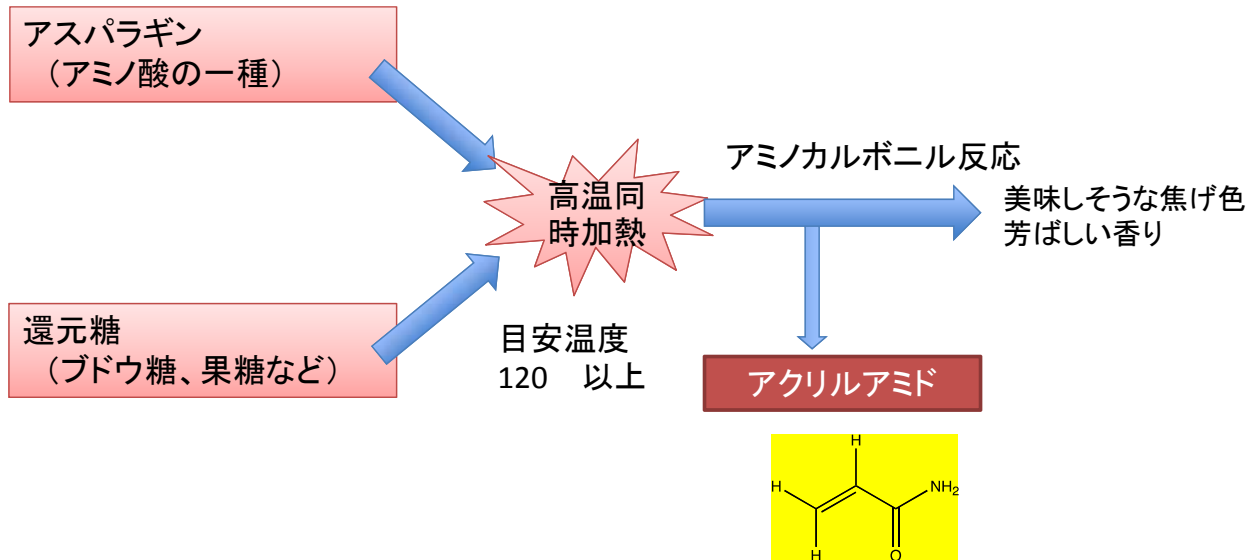 アスパラギン
（アミノ酸の一種）
還元糖
（ブドウ糖、果糖など）
高温同
時加熱
目安温度
120　以上
アミノカルボニル反応
美味しそうな焦げ色
芳ばしい香り
アクリルアミド
H
H
NH₂
H
O